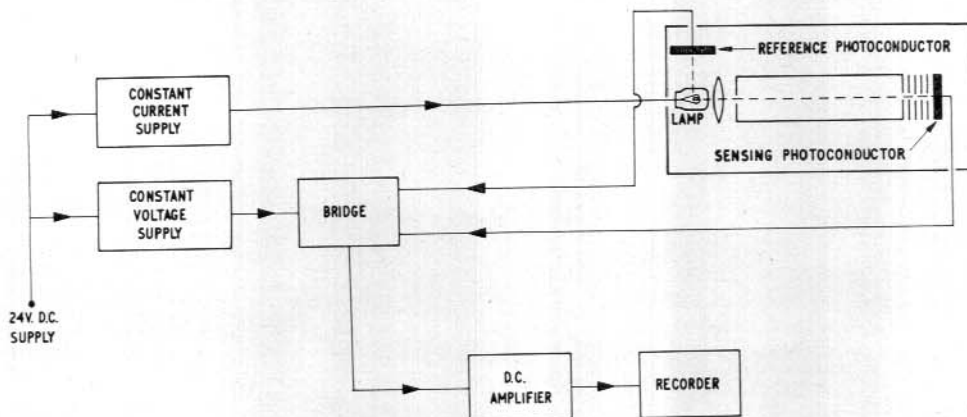 REFERENCE PHOTOCONDUCTOR
CONSTANT
CURRENT
SUPPLY
LAMP
SENSING PHOTOCONDUCTOR
CONSTANT
VOLTAGE
SUPPLY
BRIDGE
24V. D.C.
SUPPLY
D.C.
AMPLIFIER
RECORDER